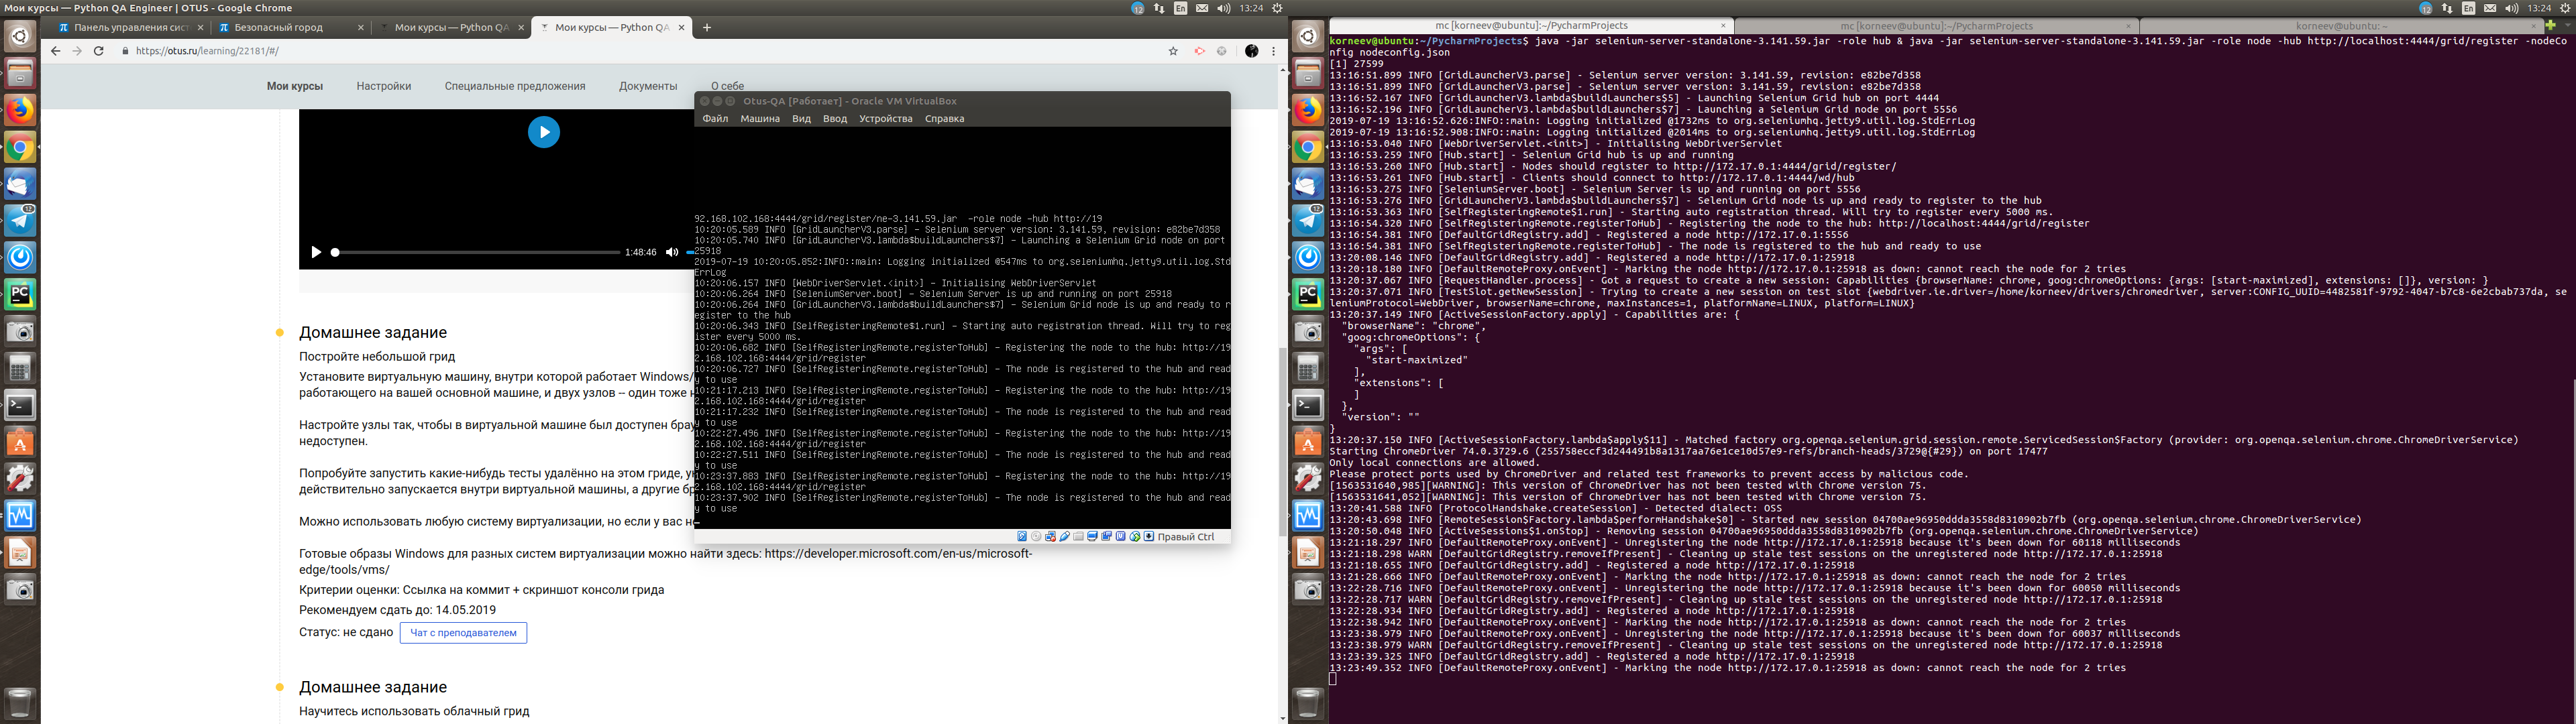 Мои курсы — Python QA Engineer | OTUS - Google Chrome
12 En 13:24
Панель управления сист
Безопасный город
Мои курсы — Python QA
Мои курсы — Python QA
https://otus.ru/learning/22181/#/
Мои курсы Настройки Специальные предложения Документы О себе
1:48:46
Домашнее задание
Постройте небольшой грид
Установите виртуальную машину, внутри которой работает Windows/
работающего на вашей основной машине, и двух узлов -- один тоже
Настройте узлы так, чтобы в виртуальной машине был доступен
недоступен.
Попробуйте запустить какие-нибудь тесты удалённо на этом гриде,
действительно запускается внутри виртуальной машины, а другие
Можно использовать любую систему виртуализации, но если у вас
Готовые образы Windows для разных систем виртуализации можно найти здесь: https://developer.microsoft.com/en-us/microsoft-
edge/tools/vms/
Критерии оценки: Ссылка на коммит + скриншот консоли грида
Рекомендуем сдать до: 14.05.2019
Статус: не сдано Чат с преподавателем
Домашнее задание
Научитесь использовать облачный грид
Otus-QA [Работает] - Oracle VM VirtualBox
Файл Машина Вид Ввод Устройства Справка
92.168.102.168:4444/grid/register/ne-3.141.59.jar  -role node -hub http://19
10:20:05.589 INFO [GridLauncherV3.parse] - Selenium server version: 3.141.59, revision: e82be7d358
10:20:05.740 INFO [GridLauncherV3.lambda$buildLaunchers$7] - Launching a Selenium Grid node on port
25918
2019-07-19 10:20:05.852:INFO::main: Logging initialized @547ms to org.seleniumhq.jetty9.util.log.Std
ErrLog
10:20:06.157 INFO [WebDriverServlet.<init>] - Initialising WebDriverServlet
10:20:06.264 INFO [SeleniumServer.boot] - Selenium Server is up and running on port 25918
10:20:06.264 INFO [GridLauncherV3.lambda$buildLaunchers$7] - Selenium Grid node is up and ready to r
egister to the hub
10:20:06.343 INFO [SelfRegisteringRemote$1.run] - Starting auto registration thread. Will try to reg
ister every 5000 ms.
10:20:06.682 INFO [SelfRegisteringRemote.registerToHub] - Registering the node to the hub: http://19
2.168.102.168:4444/grid/register
10:20:06.727 INFO [SelfRegisteringRemote.registerToHub] - The node is registered to the hub and read
y to use
10:21:17.213 INFO [SelfRegisteringRemote.registerToHub] - Registering the node to the hub: http://19
2.168.102.168:4444/grid/register
10:21:17.232 INFO [SelfRegisteringRemote.registerToHub] - The node is registered to the hub and read
y to use
10:22:27.496 INFO [SelfRegisteringRemote.registerToHub] - Registering the node to the hub: http://19
2.168.102.168:4444/grid/register
10:22:27.511 INFO [SelfRegisteringRemote.registerToHub] - The node is registered to the hub and read
y to use
10:23:37.883 INFO [SelfRegisteringRemote.registerToHub] - Registering the node to the hub: http://19
2.168.102.168:4444/grid/register
10:23:37.902 INFO [SelfRegisteringRemote.registerToHub] - The node is registered to the hub and read
y to use
Правый Ctrl
12 En 13:24
mc [korneev@ubuntu]:~/PycharmProjects
mc [korneev@ubuntu]:~/PycharmProjects
korneev@ubuntu: ~
korneev@ubuntu:~/PycharmProjects$ java -jar selenium-server-standalone-3.141.59.jar -role hub & java -jar selenium-server-standalone-3.141.59.jar -role node -hub http://localhost:4444/grid/register -nodeCo
nfig nodeconfig.json
[1] 27599
13:16:51.899 INFO [GridLauncherV3.parse] - Selenium server version: 3.141.59, revision: e82be7d358
13:16:51.899 INFO [GridLauncherV3.parse] - Selenium server version: 3.141.59, revision: e82be7d358
13:16:52.167 INFO [GridLauncherV3.lambda$buildLaunchers$5] - Launching Selenium Grid hub on port 4444
13:16:52.196 INFO [GridLauncherV3.lambda$buildLaunchers$7] - Launching a Selenium Grid node on port 5556
2019-07-19 13:16:52.626:INFO::main: Logging initialized @1732ms to org.seleniumhq.jetty9.util.log.StdErrLog
2019-07-19 13:16:52.908:INFO::main: Logging initialized @2014ms to org.seleniumhq.jetty9.util.log.StdErrLog
13:16:53.040 INFO [WebDriverServlet.<init>] - Initialising WebDriverServlet
13:16:53.259 INFO [Hub.start] - Selenium Grid hub is up and running
13:16:53.260 INFO [Hub.start] - Nodes should register to http://172.17.0.1:4444/grid/register/
13:16:53.261 INFO [Hub.start] - Clients should connect to http://172.17.0.1:4444/wd/hub
13:16:53.275 INFO [SeleniumServer.boot] - Selenium Server is up and running on port 5556
13:16:53.276 INFO [GridLauncherV3.lambda$buildLaunchers$7] - Selenium Grid node is up and ready to register to the hub
13:16:53.363 INFO [SelfRegisteringRemote$1.run] - Starting auto registration thread. Will try to register every 5000 ms.
13:16:54.320 INFO [SelfRegisteringRemote.registerToHub] - Registering the node to the hub: http://localhost:4444/grid/register
13:16:54.381 INFO [DefaultGridRegistry.add] - Registered a node http://172.17.0.1:5556
13:16:54.381 INFO [SelfRegisteringRemote.registerToHub] - The node is registered to the hub and ready to use
13:20:08.146 INFO [DefaultGridRegistry.add] - Registered a node http://172.17.0.1:25918
13:20:18.180 INFO [DefaultRemoteProxy.onEvent] - Marking the node http://172.17.0.1:25918 as down: cannot reach the node for 2 tries
13:20:37.067 INFO [RequestHandler.process] - Got a request to create a new session: Capabilities {browserName: chrome, goog:chromeOptions: {args: [start-maximized], extensions: []}, version: }
13:20:37.071 INFO [TestSlot.getNewSession] - Trying to create a new session on test slot {webdriver.ie.driver=/home/korneev/drivers/chromedriver, server:CONFIG_UUID=4482581f-9792-4047-b7c8-6e2cbab737da, se
leniumProtocol=WebDriver, browserName=chrome, maxInstances=1, platformName=LINUX, platform=LINUX}
13:20:37.149 INFO [ActiveSessionFactory.apply] - Capabilities are: {
  "browserName": "chrome",
  "goog:chromeOptions": {
    "args": [
      "start-maximized"
    ],
    "extensions": [
    ]
  },
  "version": ""
}
13:20:37.150 INFO [ActiveSessionFactory.lambda$apply$11] - Matched factory org.openqa.selenium.grid.session.remote.ServicedSession$Factory (provider: org.openqa.selenium.chrome.ChromeDriverService)
Starting ChromeDriver 74.0.3729.6 (255758eccf3d244491b8a1317aa76e1ce10d57e9-refs/branch-heads/3729@{#29}) on port 17477
Only local connections are allowed.
Please protect ports used by ChromeDriver and related test frameworks to prevent access by malicious code.
[1563531640,985][WARNING]: This version of ChromeDriver has not been tested with Chrome version 75.
[1563531641,052][WARNING]: This version of ChromeDriver has not been tested with Chrome version 75.
13:20:41.588 INFO [ProtocolHandshake.createSession] - Detected dialect: OSS
13:20:43.698 INFO [RemoteSession$Factory.lambda$performHandshake$0] - Started new session 04700ae96950ddda3558d8310902b7fb (org.openqa.selenium.chrome.ChromeDriverService)
13:20:50.048 INFO [ActiveSessions$1.onStop] - Removing session 04700ae96950ddda3558d8310902b7fb (org.openqa.selenium.chrome.ChromeDriverService)
13:21:18.297 INFO [DefaultRemoteProxy.onEvent] - Unregistering the node http://172.17.0.1:25918 because it's been down for 60118 milliseconds
13:21:18.298 WARN [DefaultGridRegistry.removeIfPresent] - Cleaning up stale test sessions on the unregistered node http://172.17.0.1:25918
13:21:18.655 INFO [DefaultGridRegistry.add] - Registered a node http://172.17.0.1:25918
13:21:28.666 INFO [DefaultRemoteProxy.onEvent] - Marking the node http://172.17.0.1:25918 as down: cannot reach the node for 2 tries
13:22:28.716 INFO [DefaultRemoteProxy.onEvent] - Unregistering the node http://172.17.0.1:25918 because it's been down for 60050 milliseconds
13:22:28.717 WARN [DefaultGridRegistry.removeIfPresent] - Cleaning up stale test sessions on the unregistered node http://172.17.0.1:25918
13:22:28.934 INFO [DefaultGridRegistry.add] - Registered a node http://172.17.0.1:25918
13:22:38.942 INFO [DefaultRemoteProxy.onEvent] - Marking the node http://172.17.0.1:25918 as down: cannot reach the node for 2 tries
13:23:38.979 INFO [DefaultRemoteProxy.onEvent] - Unregistering the node http://172.17.0.1:25918 because it's been down for 60037 milliseconds
13:23:38.979 WARN [DefaultGridRegistry.removeIfPresent] - Cleaning up stale test sessions on the unregistered node http://172.17.0.1:25918
13:23:39.325 INFO [DefaultGridRegistry.add] - Registered a node http://172.17.0.1:25918
13:23:49.352 INFO [DefaultRemoteProxy.onEvent] - Marking the node http://172.17.0.1:25918 as down: cannot reach the node for 2 tries